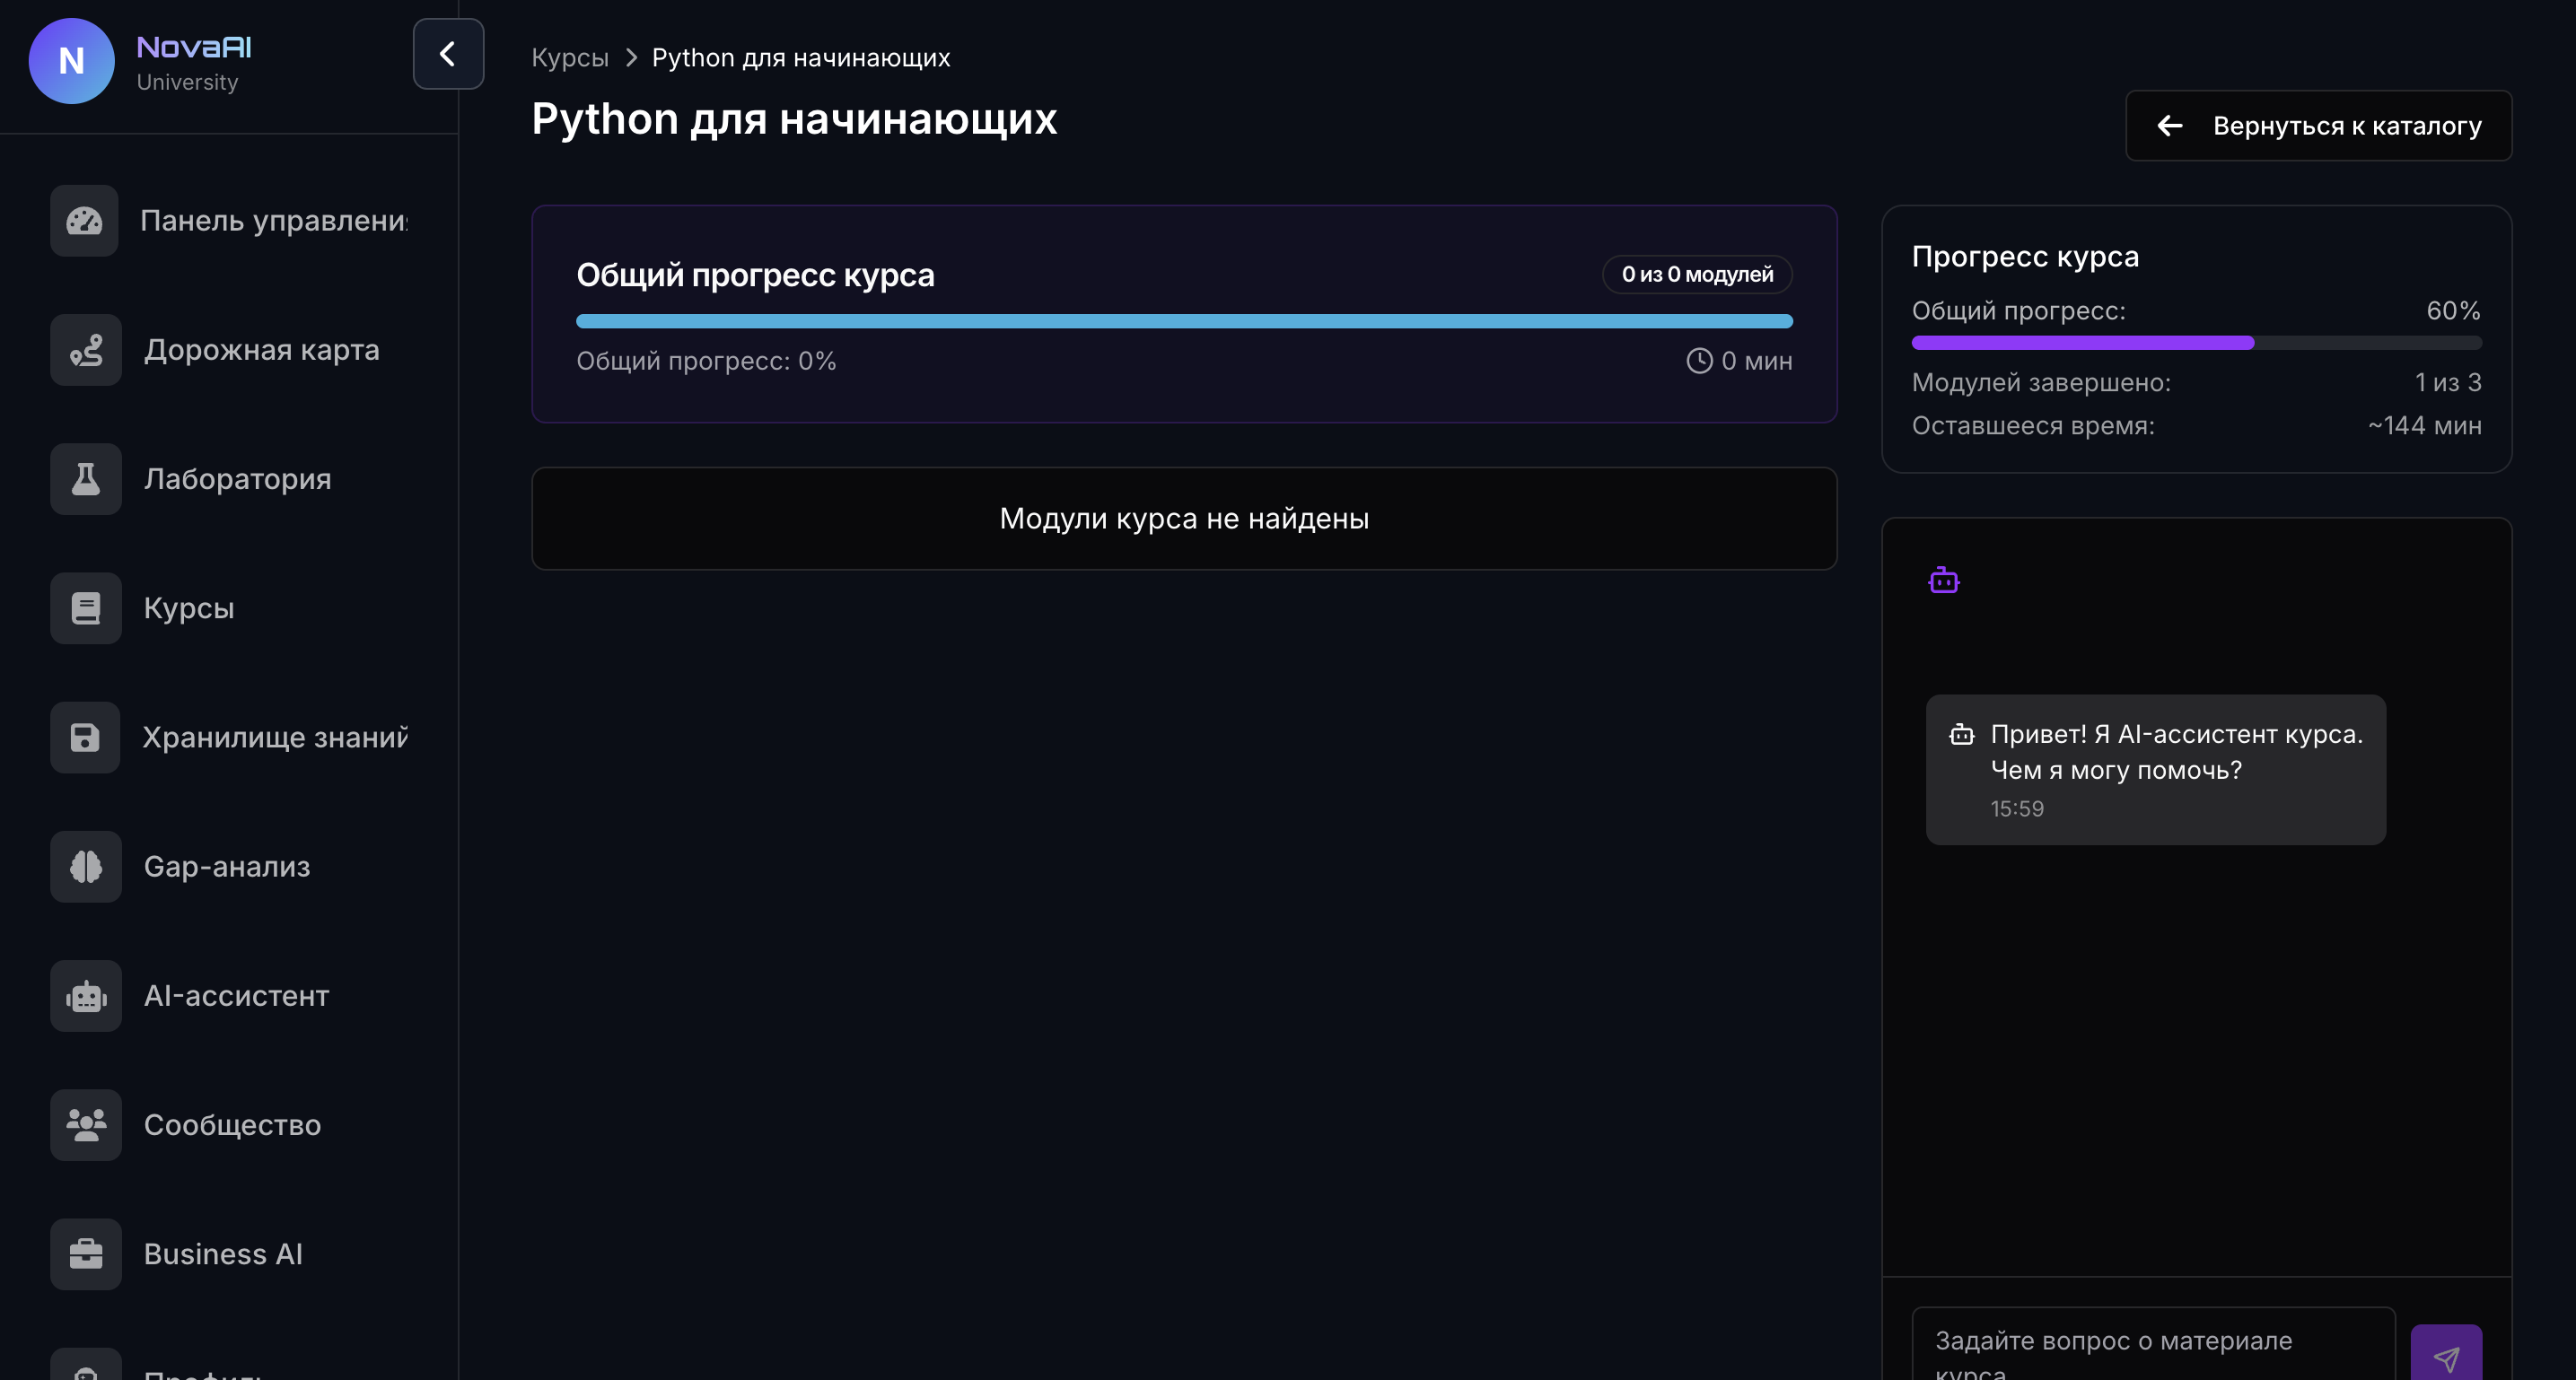 N
NovaAI
University
Панель управлени
Дорожная карта
Лаборатория
Курсы
Хранилище знаний
Gap-анализ
AI-ассистент
Сообщество
Business AI
Профиль
Курсы > Python для начинающих
Python для начинающих
Вернуться к каталогу
Общий прогресс курса
0 из 0 модулей
Общий прогресс: 0%
0 мин
Модули курса не найдены
Прогресс курса
Общий прогресс: 60%
Модулей завершено: 1 из 3
Оставшееся время: ~144 мин
Привет! Я AI-ассистент курса.
Чем я могу помочь?
15:59
Задайте вопрос о материале
курса